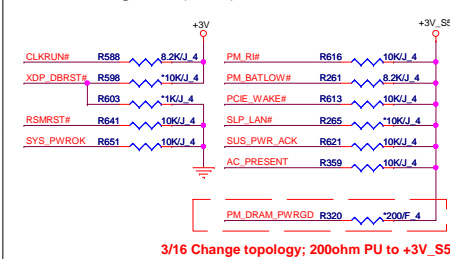 +3V
CLKRUN# R588 8.2K/J_4
XDP_DBRST# R598 *10K/J_4
R603 *1K/J_4
RSMRST# R641 10K/J_4
SYS_PWROK R651 10K/J_4
+3V_S5
PM_RI# R616 10K/J_4
PM_BATLOW# R261 8.2K/J_4
PCIE_WAKE# R613 10K/J_4
SLP_LAN# R265 *10K/J_4
SUS_PWR_ACK R621 10K/J_4
AC_PRESENT R359 10K/J_4
PM_DRAM_PWRGD R320 *200/F_4
3/16 Change topology; 200ohm PU to +3V_S5